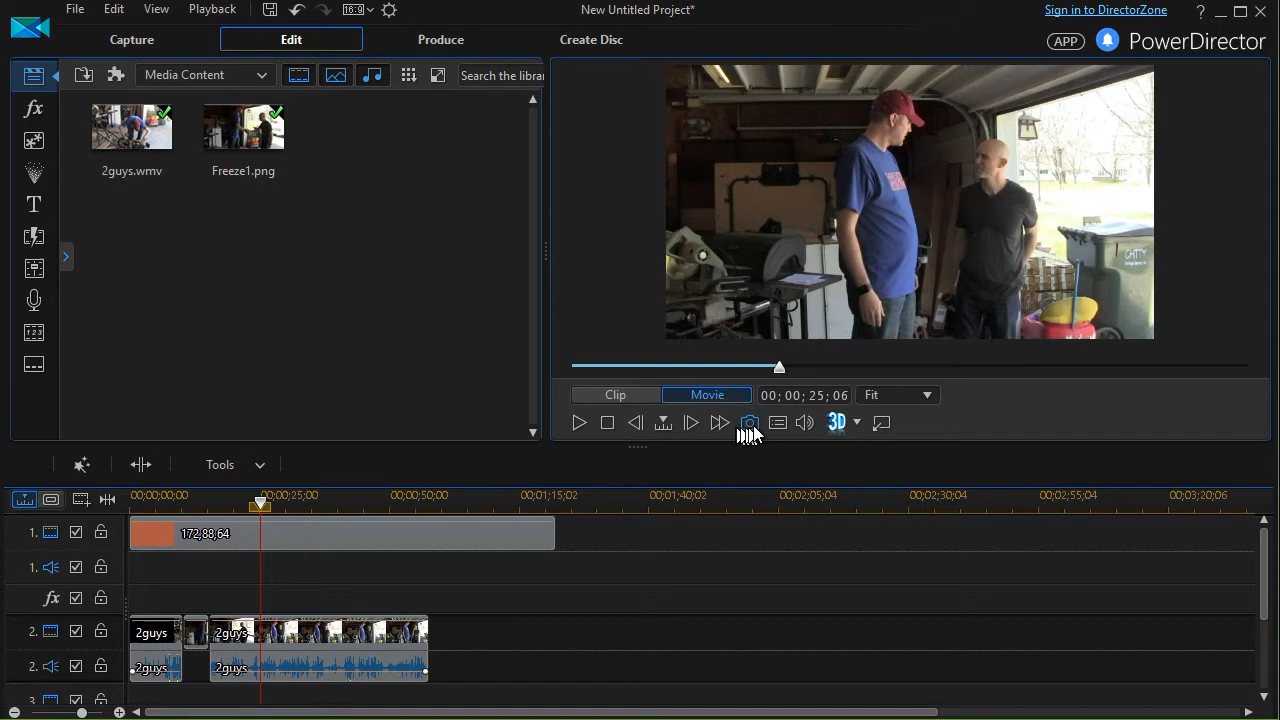 File Edit View Playback 16:9 New Untitled Project* Sign in to DirectorZone ?
Capture Edit Produce Create Disc APP PowerDirector
Media Content Search the librar
2guys.wmv Freeze1.png
fx
T
Clip Movie 00; 00; 25; 06 Fit
3D
Tools
00;00;00;00 00;00;25;00 00;00;50;00 00;01;15;02 00;01;40;02 00;02;05;04 00;02;30;04 00;02;55;04 00;03;20;06
1. 172,88,64
1.
fx
2. 2guys 2guys
2. 2guys 2guys
3.